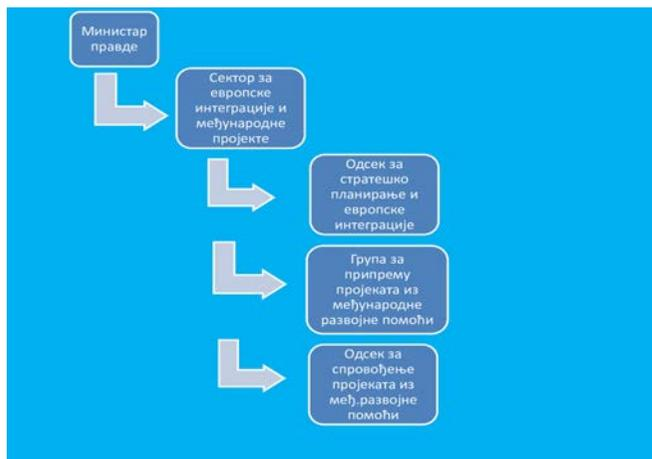 Министар
правде
Сектор за
европске
интеграције и
међународне
пројекте
Одсек за
стратешко
планирање и
европске
интеграције
Група за
припрему
пројеката из
међународне
развојне помоћи
Одсек за
спровођење
пројеката из
међ.развојне
помоћи